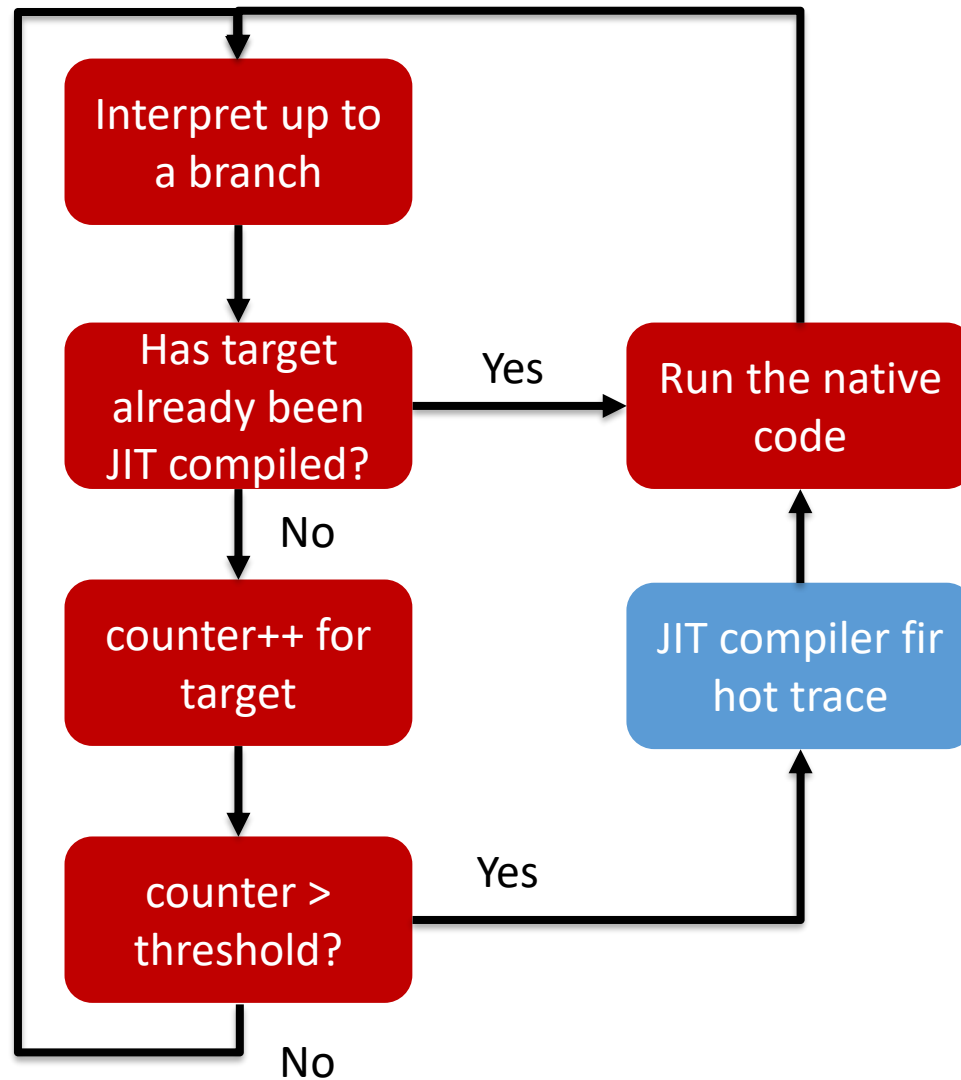 Interpret up to
a branch
Has target
already been
JIT compiled?
Yes
Run the native
code
No
counter++ for
target
JIT compiler fir
hot trace
counter >
threshold?
Yes
No